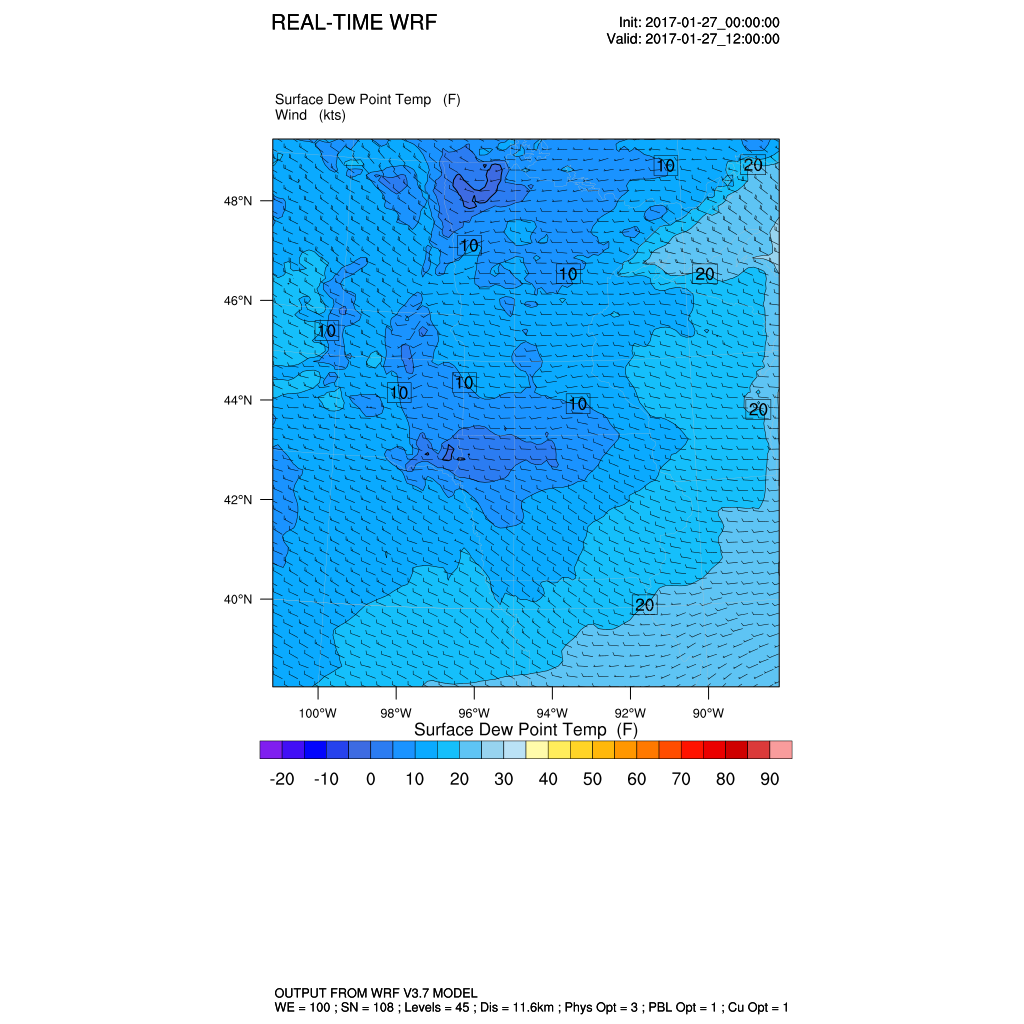 REAL-TIME WRF
Init: 2017-01-27_00:00:00
Valid: 2017-01-27_12:00:00
Surface Dew Point Temp (F)
Wind (kts)
10 20
48°N
10
10 20
46°N
10
10
10
44°N
10
20
42°N
40°N
20
100°W 98°W 96°W 94°W 92°W 90°W
Surface Dew Point Temp (F)
-20 -10 0 10 20 30 40 50 60 70 80 90
OUTPUT FROM WRF V3.7 MODEL
WE = 100 ; SN = 108 ; Levels = 45 ; Dis = 11.6km ; Phys Opt = 3 ; PBL Opt = 1 ; Cu Opt = 1